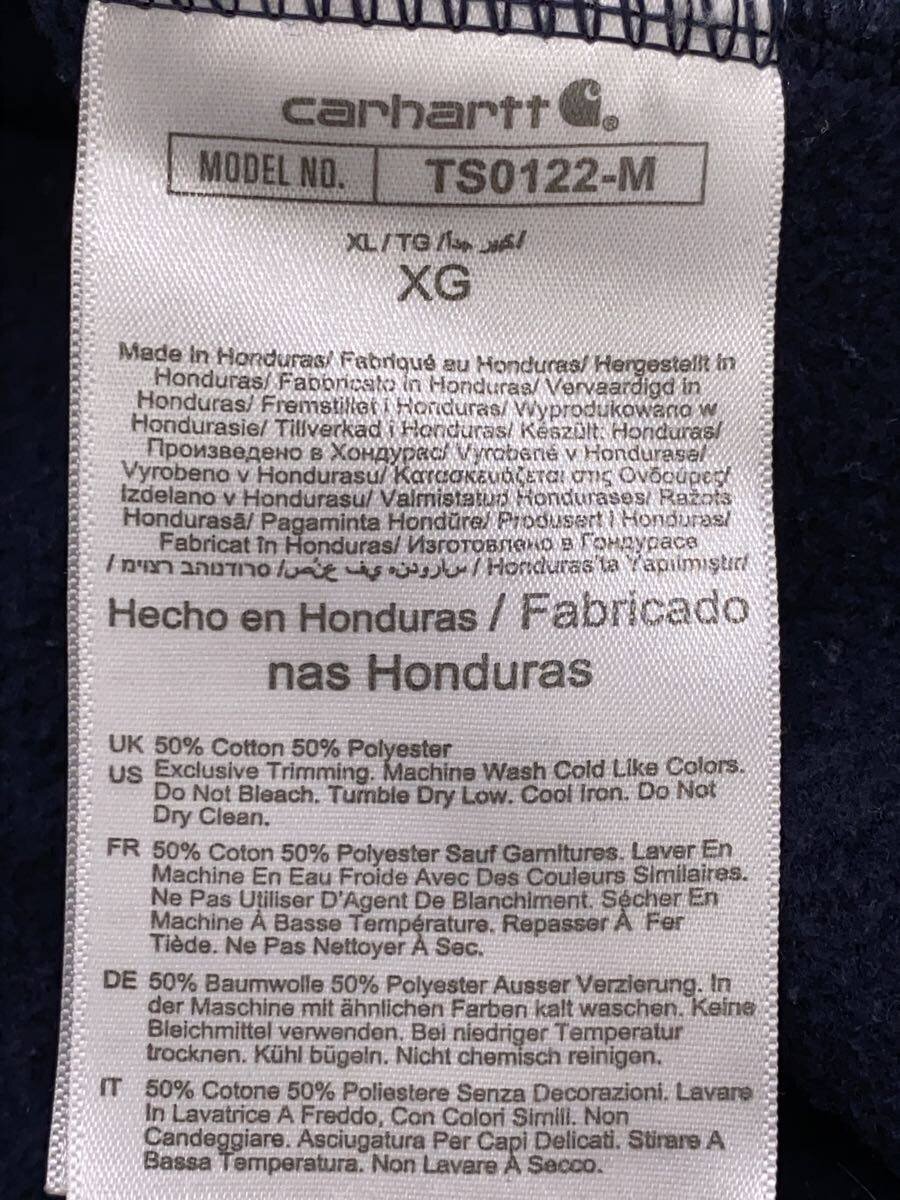 carhartt ®
MODEL NO. TS0122-M
XL/TG/كبير جداً/
XG
Made In Honduras/ Fabriqué au Honduras/ Hergestellt in
Honduras/ Fabbricato in Honduras/ Vervaardigd in
Honduras/ Fremstillet i Honduras/ Wyprodukowano w
Hondurasie/ Tillverkad i Honduras/ Készült: Honduras/
Произведено в Хондурас/ Vyrobené v Hondurase/
Vyrobeno v Hondurasu/ Κατασκευάζεται στις Ονδούρες/
Izdelano v Hondurasu/ Valmistatud Hondurases/ Ražots
Hondurasā/ Pagaminta Hondūre/ Produsert i Honduras/
Fabricat în Honduras/ Изготовлено в Гондурасе
/ Honduras'ta Yapılmıştır/
Hecho en Honduras / Fabricado
nas Honduras
UK 50% Cotton 50% Polyester
US Exclusive Trimming. Machine Wash Cold Like Colors.
Do Not Bleach. Tumble Dry Low. Cool Iron. Do Not
Dry Clean.
FR 50% Coton 50% Polyester Sauf Garnitures. Laver En
Machine En Eau Froide Avec Des Couleurs Similaires.
Ne Pas Utiliser D'Agent De Blanchiment. Sécher En
Machine À Basse Température. Repasser À Fer
Tiède. Ne Pas Nettoyer À Sec.
DE 50% Baumwolle 50% Polyester Ausser Verzierung. In
der Maschine mit ähnlichen Farben kalt waschen. Keine
Bleichmittel verwenden. Bei niedriger Temperatur
trocknen. Kühl bügeln. Nicht chemisch reinigen.
IT 50% Cotone 50% Poliestere Senza Decorazioni. Lavare
In Lavatrice A Freddo, Con Colori Simili. Non
Candeggiare. Asciugatura Per Capi Delicati. Stirare A
Bassa Temperatura. Non Lavare À Secco.